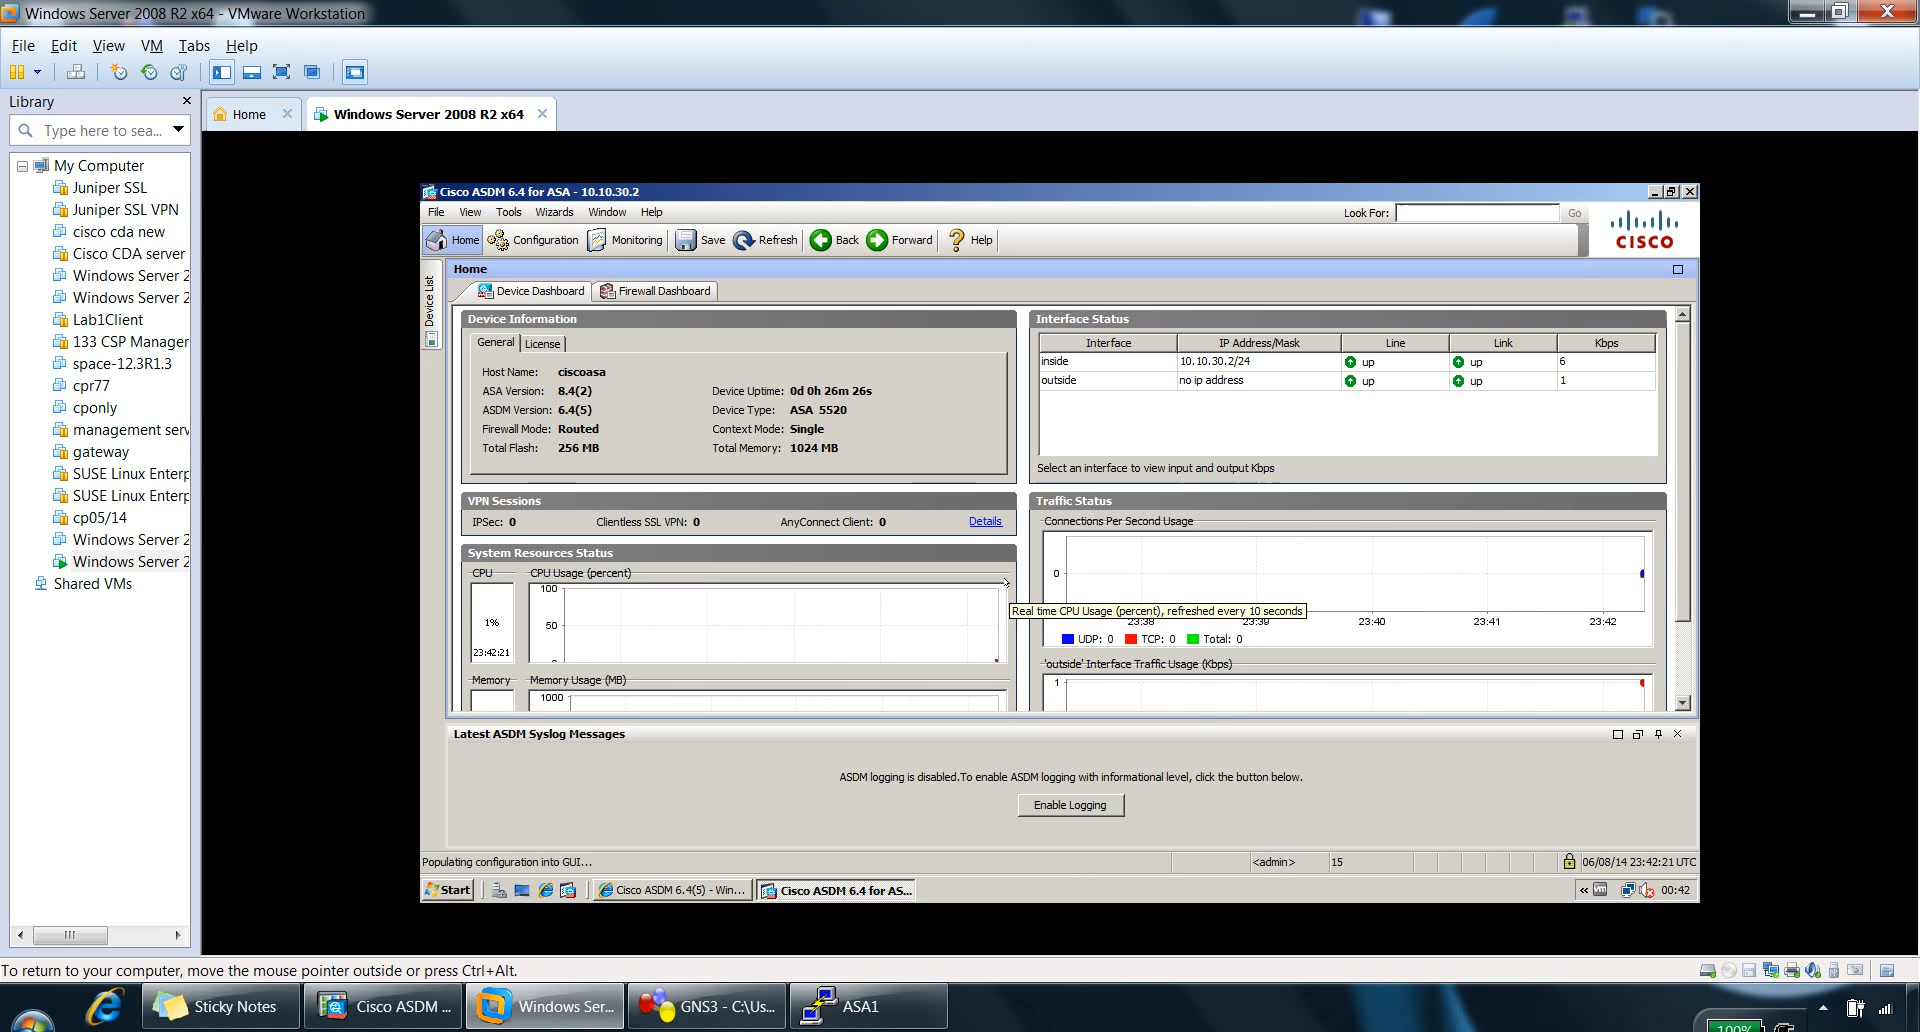 Windows Server 2008 R2 x64 - VMware Workstation
File Edit View VM Tabs Help
Library
Type here to sea...
Home
Windows Server 2008 R2 x64
My Computer
Juniper SSL
Juniper SSL VPN
cisco cda new
Cisco CDA server
Windows Server 2
Windows Server 2
Lab1Client
133 CSP Manager
space-12.3R1.3
cpr77
cponly
management serv
gateway
SUSE Linux Enterp
SUSE Linux Enterp
cp05/14
Windows Server 2
Windows Server 2
Shared VMs
Cisco ASDM 6.4 for ASA - 10.10.30.2
File View Tools Wizards Window Help
Look For: Go
CISCO
Home Configuration Monitoring Save Refresh Back Forward Help
Device List
Home
Device Dashboard Firewall Dashboard
Device Information
General License
Host Name: ciscoasa
ASA Version: 8.4(2) Device Uptime: 0d 0h 26m 26s
ASDM Version: 6.4(5) Device Type: ASA 5520
Firewall Mode: Routed Context Mode: Single
Total Flash: 256 MB Total Memory: 1024 MB
Interface Status
Interface IP Address/Mask Line Link Kbps
inside 10.10.30.2/24 up up 6
outside no ip address up up 1
Select an interface to view input and output Kbps
VPN Sessions
IPSec: 0 Clientless SSL VPN: 0 AnyConnect Client: 0 Details
System Resources Status
CPU CPU Usage (percent)
100
50
0
1%
23:42:21
Memory Memory Usage (MB)
1000
Traffic Status
Connections Per Second Usage
0
Real time CPU Usage (percent), refreshed every 10 seconds
23:38 23:39 23:40 23:41 23:42
UDP: 0 TCP: 0 Total: 0
'outside' Interface Traffic Usage (Kbps)
1
Latest ASDM Syslog Messages
ASDM logging is disabled.To enable ASDM logging with informational level, click the button below.
Enable Logging
Populating configuration into GUI... <admin> 15 06/08/14 23:42:21 UTC
Start Cisco ASDM 6.4(5) - Win... Cisco ASDM 6.4 for AS... « vm 00:42
To return to your computer, move the mouse pointer outside or press Ctrl+Alt.
Sticky Notes Cisco ASDM ... Windows Ser... GNS3 - C:\Us... ASA1
100%